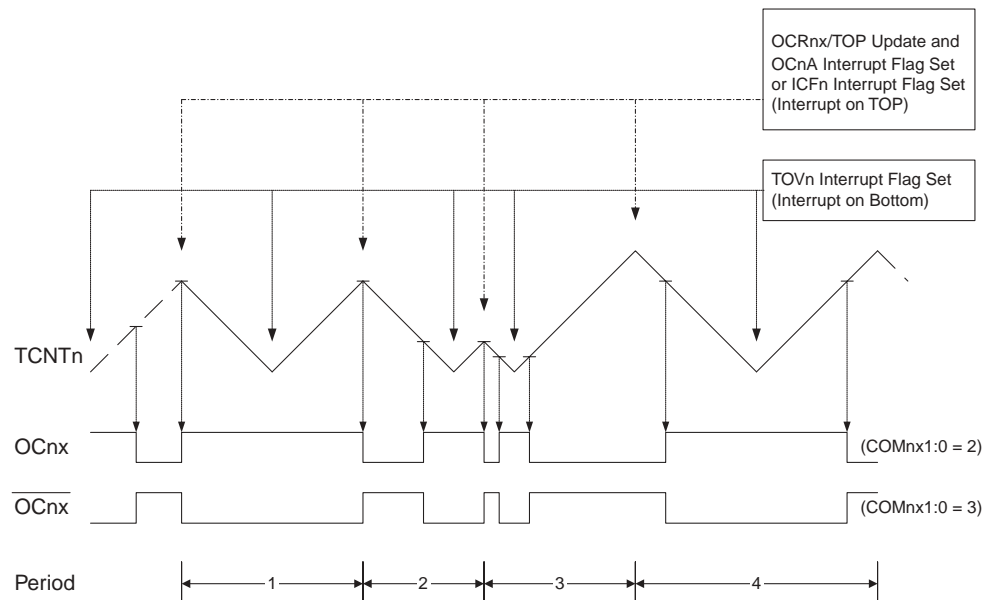 OCRnx/TOP Update and
OCnA Interrupt Flag Set
or ICFn Interrupt Flag Set
(Interrupt on TOP)
TOVn Interrupt Flag Set
(Interrupt on Bottom)
TCNTn
OCnx
(COMnx1:0 = 2)
OCnx
(COMnx1:0 = 3)
Period
1
2
3
4